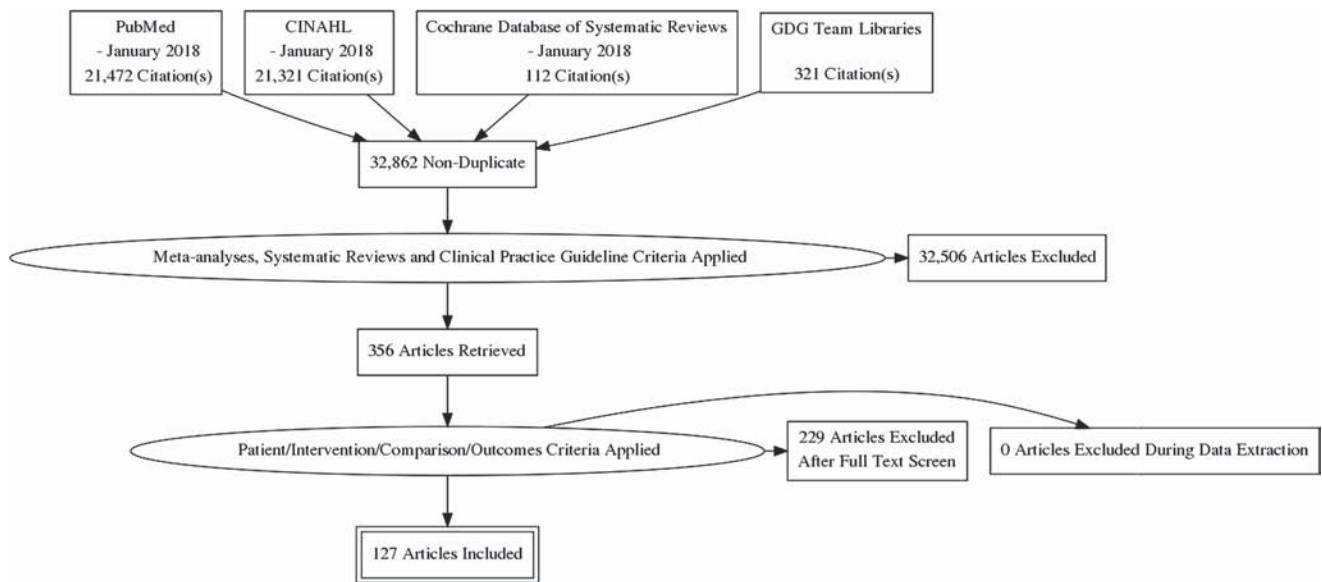 PubMed
- January 2018
21,472 Citation(s)
CINAHL
- January 2018
21,321 Citation(s)
Cochrane Database of Systematic Reviews
- January 2018
112 Citation(s)
GDG Team Libraries
321 Citation(s)
32,862 Non-Duplicate
Meta-analyses, Systematic Reviews and Clinical Practice Guideline Criteria Applied
32,506 Articles Excluded
356 Articles Retrieved
Patient/Intervention/Comparison/Outcomes Criteria Applied
229 Articles Excluded
After Full Text Screen
0 Articles Excluded During Data Extraction
127 Articles Included